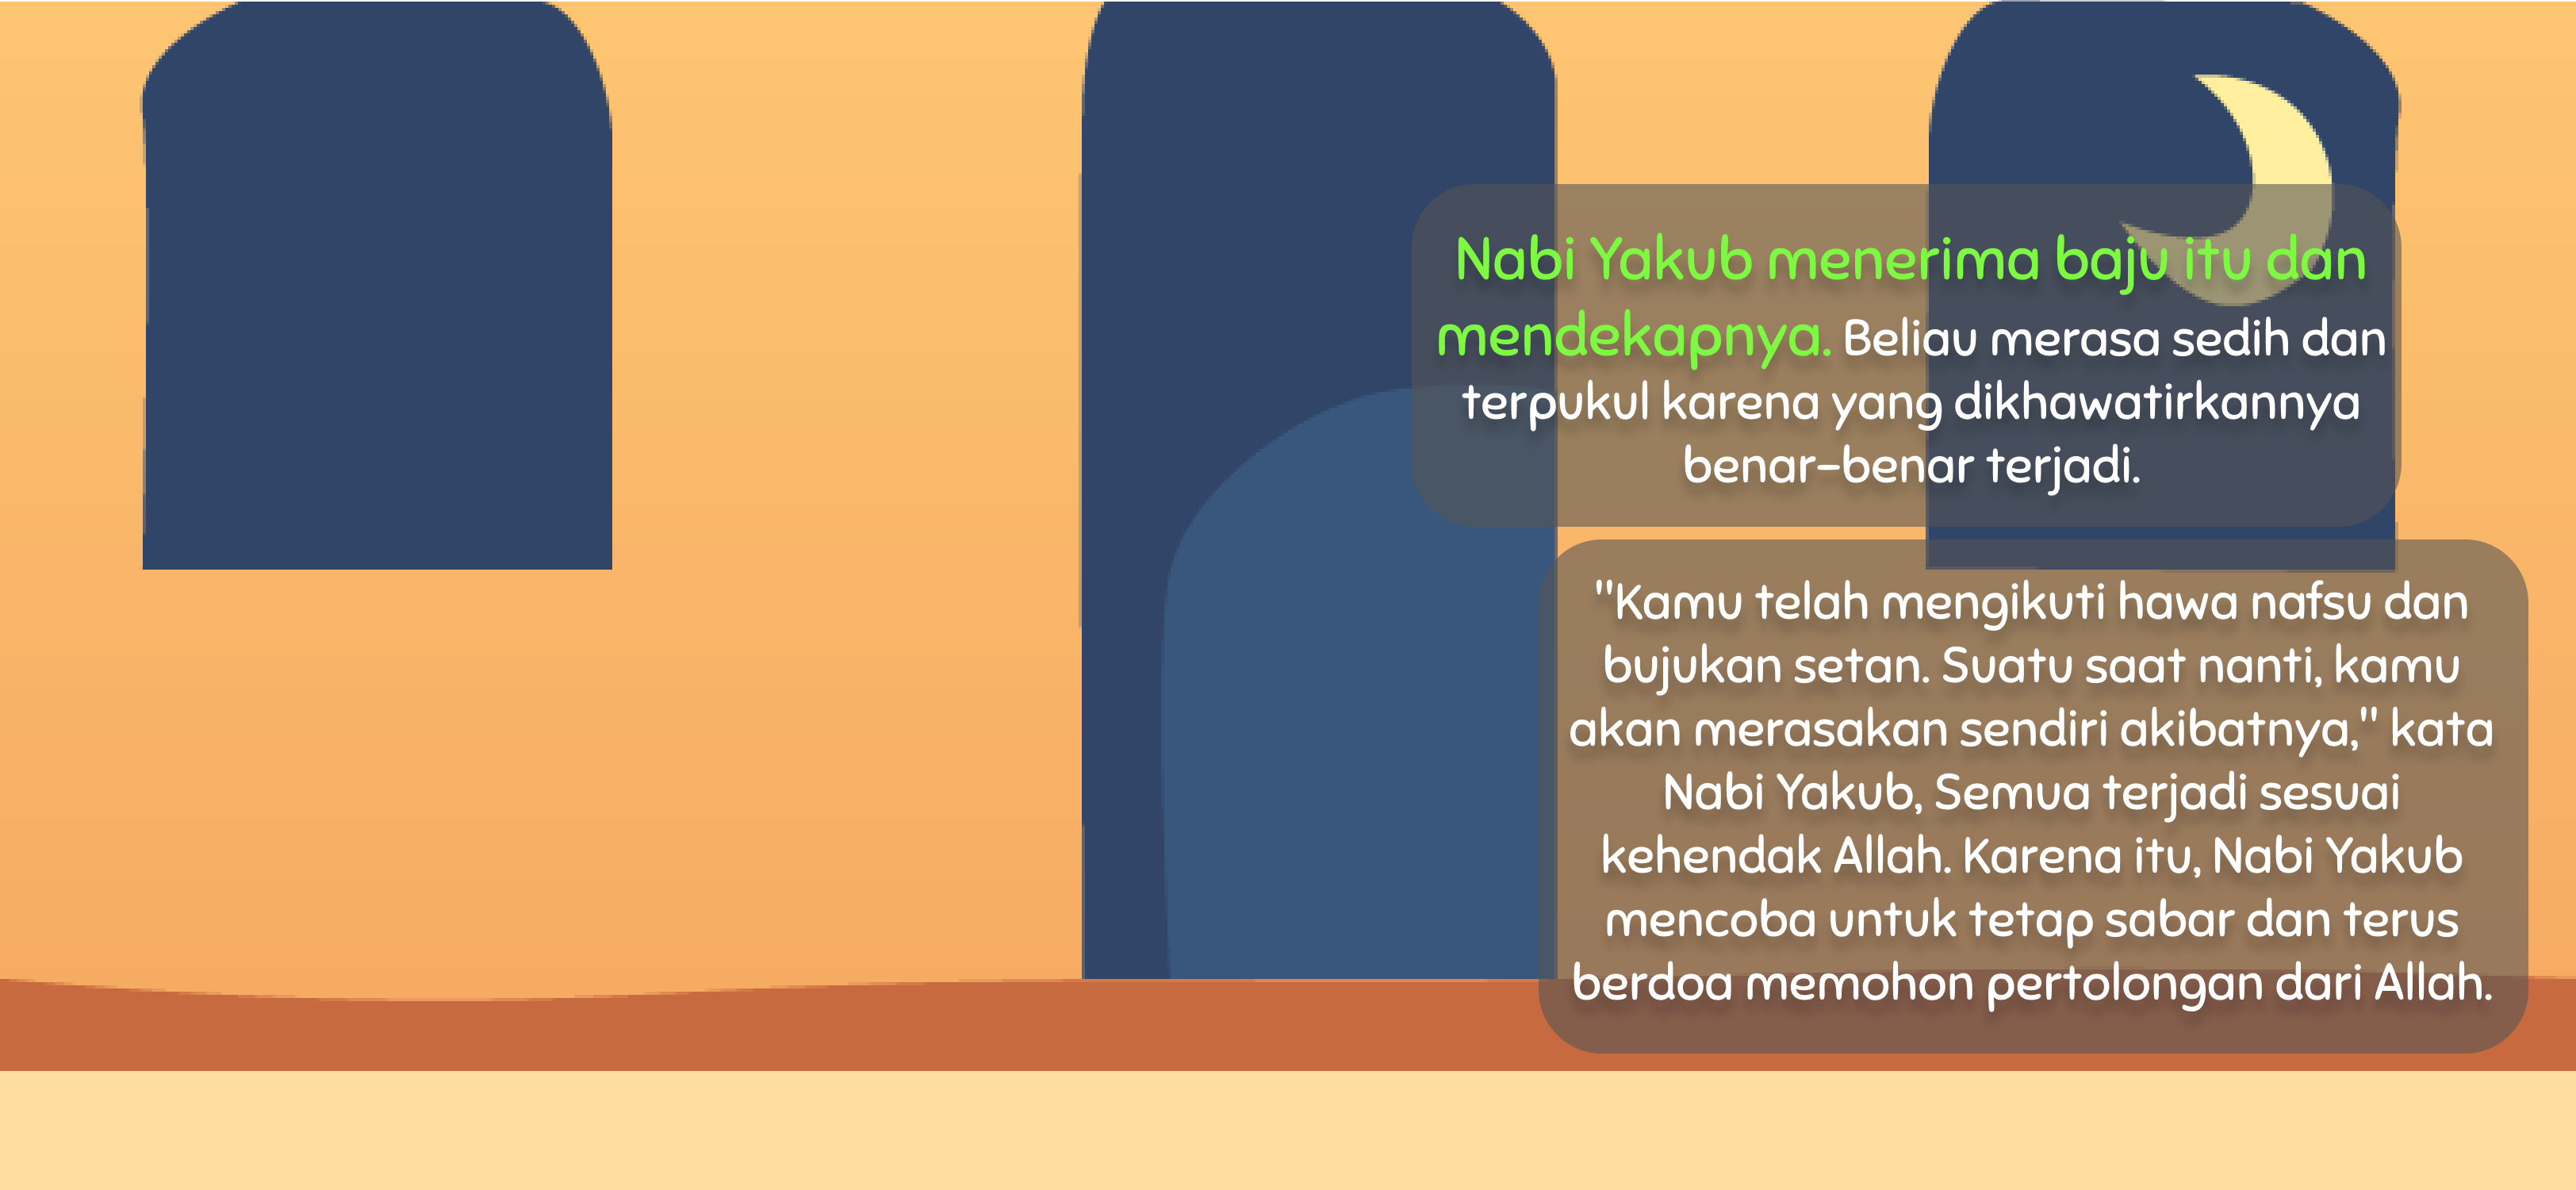 Nabi Yakub menerima baju itu dan
mendekapnya. Beliau merasa sedih dan
terpukul karena yang dikhawatirkannya
benar-benar terjadi.
"Kamu telah mengikuti hawa nafsu dan
bujukan setan. Suatu saat nanti, kamu
akan merasakan sendiri akibatnya," kata
Nabi Yakub, Semua terjadi sesuai
kehendak Allah. Karena itu, Nabi Yakub
mencoba untuk tetap sabar dan terus
berdoa memohon pertolongan dari Allah.